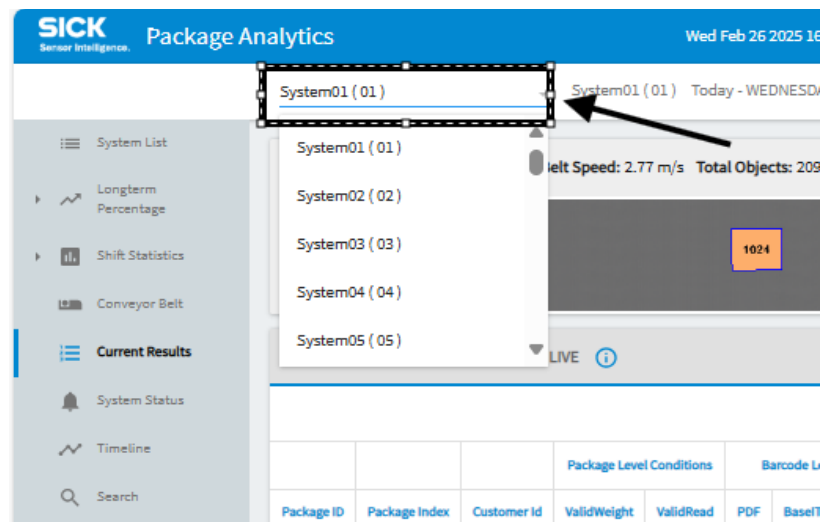 SICK
Sensor Intelligence.
Package Analytics
Wed Feb 26 2025 16
System01 ( 01 )
System01 ( 01 ) Today - WEDNESDA
System01 ( 01 )
System02 ( 02 )
System03 ( 03 )
System04 ( 04 )
System05 ( 05 )
System List
Longterm
Percentage
Shift Statistics
Conveyor Belt
Current Results
System Status
Timeline
Search
Belt Speed: 2.77 m/s Total Objects: 209
1024
LIVE
Package Level Conditions
Barcode L
Package ID
Package Index
Customer Id
ValidWeight
ValidRead
PDF
BaseIT